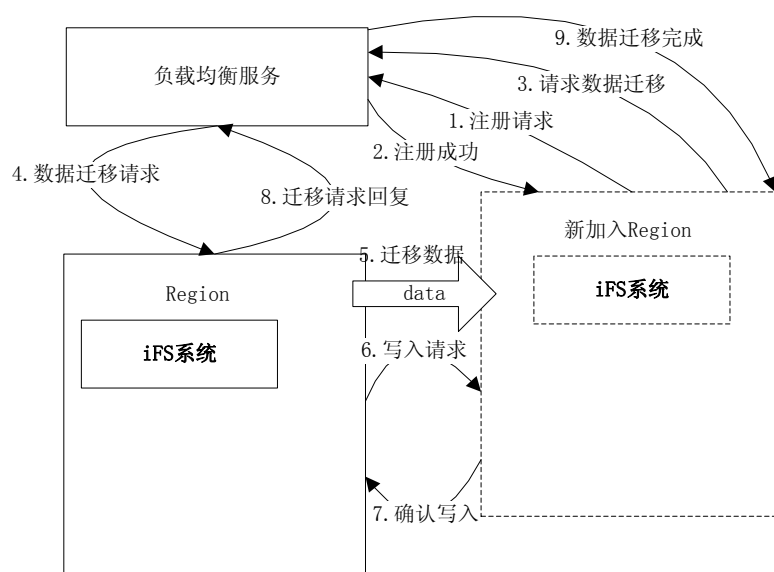 9.数据迁移完成
负载均衡服务
3.请求数据迁移
1.注册请求
2.注册成功
4.数据迁移请求
8.迁移请求回复
新加入Region
5.迁移数据
Region
data
iFS系统
iFS系统
6.写入请求
7.确认写入